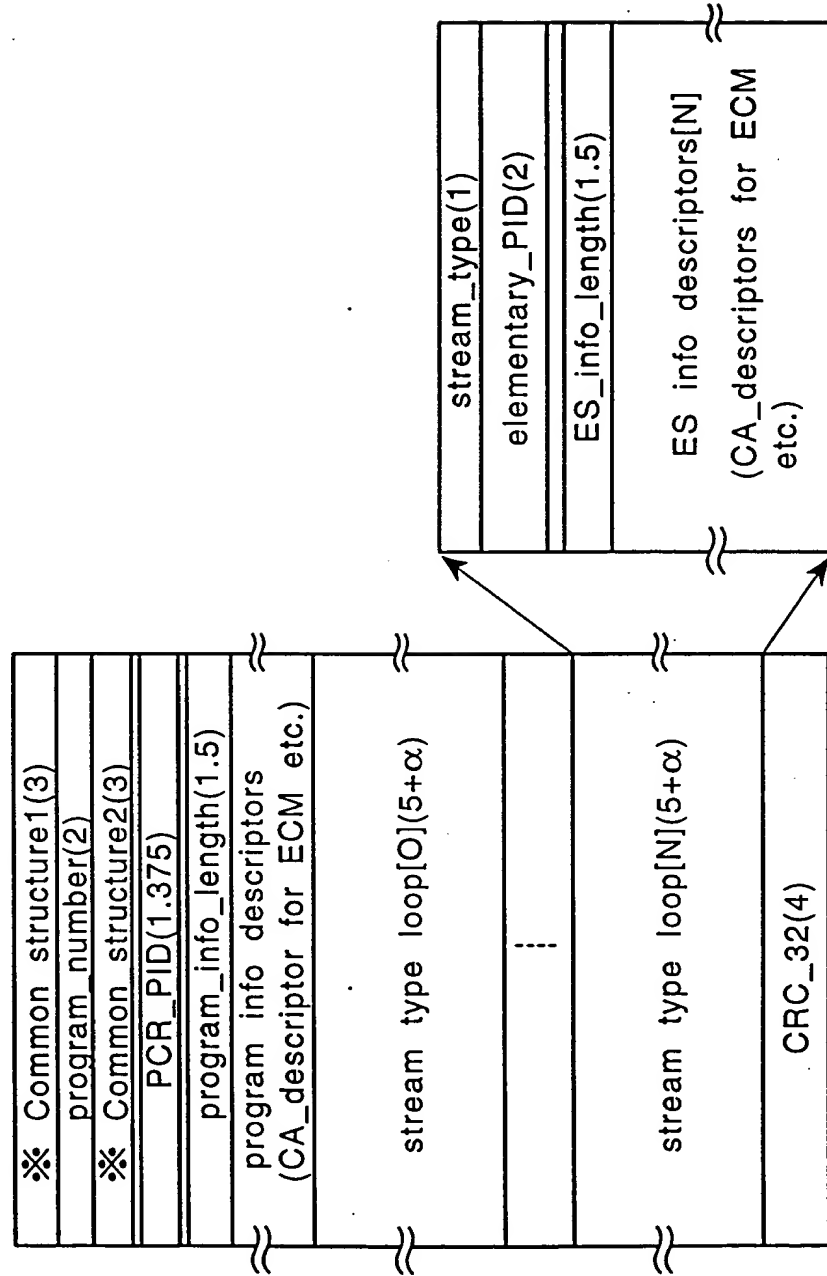 ※ Common structure1(3)
program_number(2)
※ Common structure2(3)
PCR_PID(1.375)
program_info_length(1.5)
program info descriptors
(CA_descriptor for ECM etc.)
stream type loop[O](5+α)
stream type loop[N](5+α)
CRC_32(4)
stream_type(1)
elementary_PID(2)
ES_info_length(1.5)
ES info descriptors[N]
(CA_descriptors for ECM
etc.)